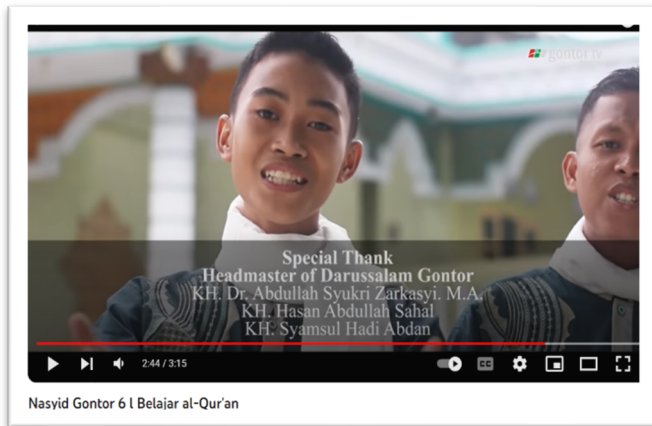 gontor tv
Special Thank
Headmaster of Darussalam Gontor
KH. Dr. Abdullah Syukri Zarkasyi. M.A.
KH. Hasan Abdullah Sahal
KH. Syamsul Hadi Abdan
2:44 / 3:15
CC
Nasyid Gontor 6 l Belajar al-Qur'an